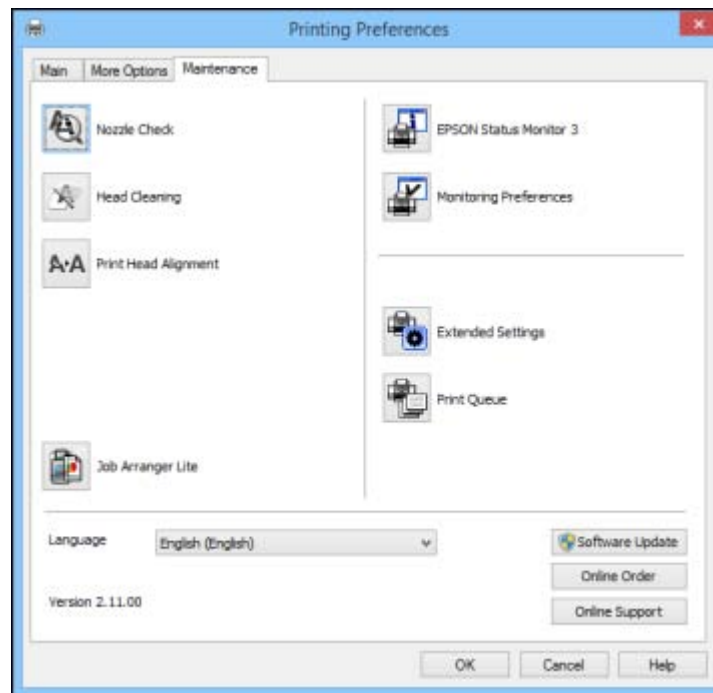 Printing Preferences
Main More Options Maintenance
Nozzle Check
EPSON Status Monitor 3
Head Cleaning
Monitoring Preferences
A A Print Head Alignment
Extended Settings
Print Queue
Job Arranger Lite
Language English (English)
Software Update
Online Order
Version 2.11.00
Online Support
OK Cancel Help